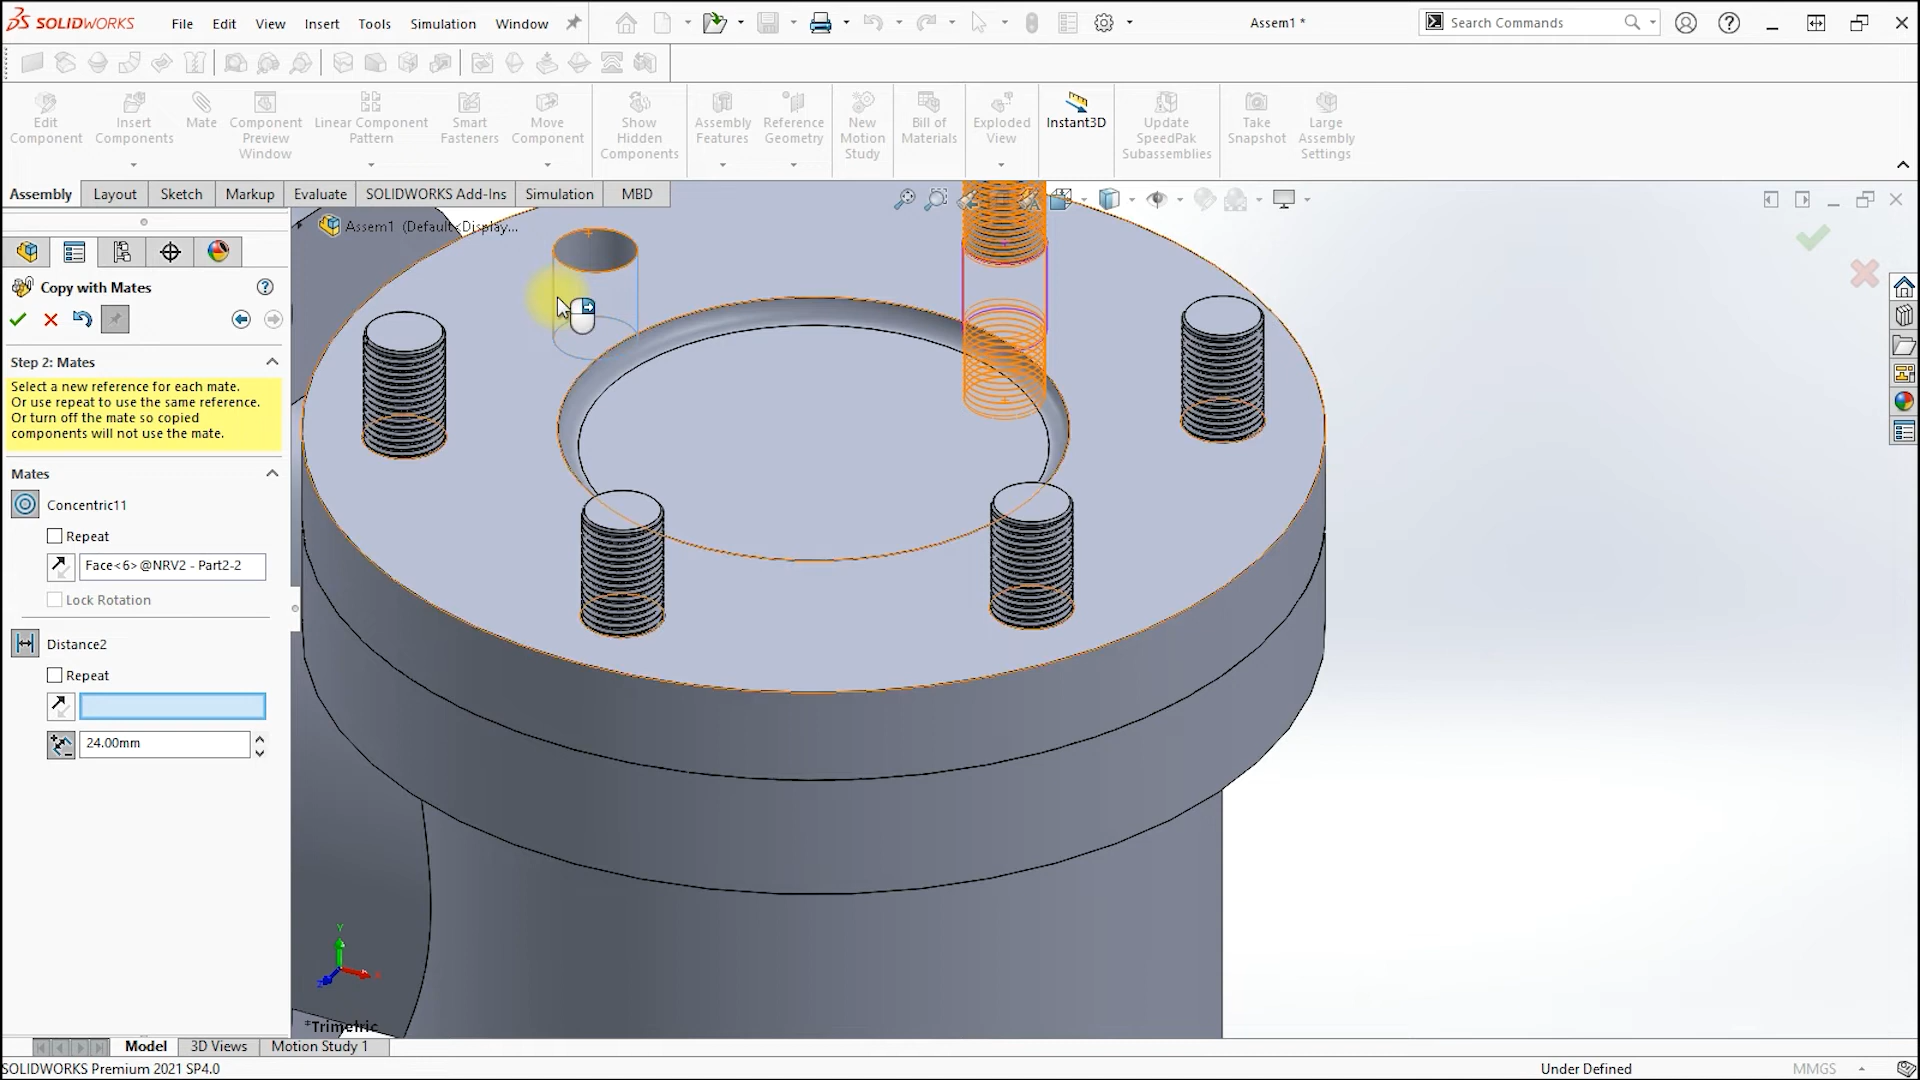 SOLIDWORKS File Edit View Insert Tools Simulation Window Assem1 * Search Commands
Edit Component
Insert Components
Mate
Component Preview Window
Linear Component Pattern
Smart Fasteners
Move Component
Show Hidden Components
Assembly Features
Reference Geometry
New Motion Study
Bill of Materials
Exploded View
Instant3D
Update SpeedPak Subassemblies
Take Snapshot
Large Assembly Settings
Assembly Layout Sketch Markup Evaluate SOLIDWORKS Add-Ins Simulation MBD
Assem1 (Default<Display...
Copy with Mates
Step 2: Mates
Select a new reference for each mate.
Or use repeat to use the same reference.
Or turn off the mate so copied
components will not use the mate.
Mates
Concentric11
Repeat
Face<6>@NRV2 - Part2-2
Lock Rotation
Distance2
Repeat
24.00mm
Y
*Trimetric
Model 3D Views Motion Study 1
SOLIDWORKS Premium 2021 SP4.0 Under Defined MMGS